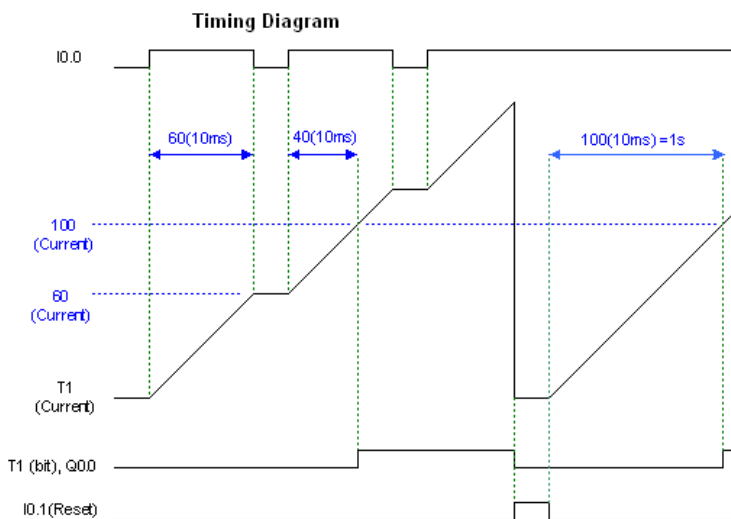 Timing Diagram
I0.0
60(10ms)
40(10ms)
100(10ms) =1s
100
(Current)
60
(Current)
T1
(Current)
T1 (bit), Q0.0
I0.1(Reset)